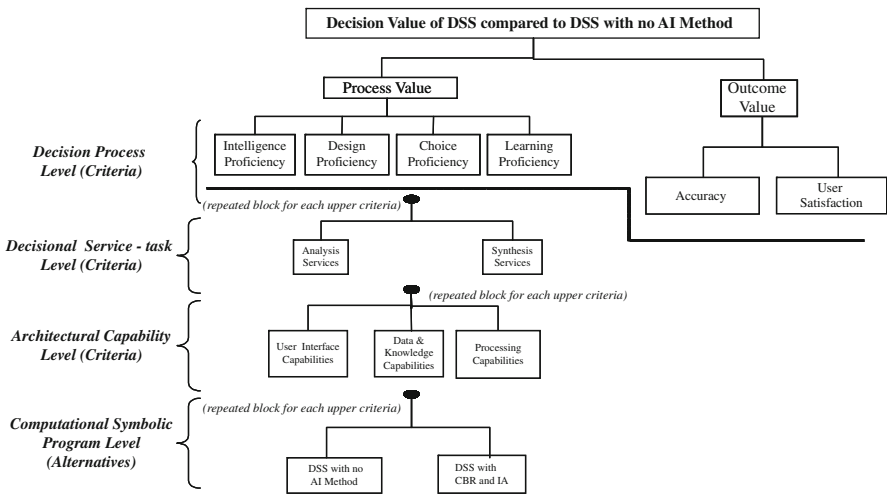 Decision Value of DSS compared to DSS with no AI Method
Process Value
Outcome
Value
Decision Process
Level (Criteria)
Intelligence
Proficiency
Design
Proficiency
Choice
Proficiency
Learning
Proficiency
Accuracy
User
Satisfaction
(repeated block for each upper criteria)
Decisional Service - task
Level (Criteria)
Analysis
Services
Synthesis
Services
(repeated block for each upper criteria)
Architectural Capability
Level (Criteria)
User Interface
Capabilities
Data &
Knowledge
Capabilities
Processing
Capabilities
(repeated block for each upper criteria)
Computational Symbolic
Program Level
(Alternatives)
DSS with no
AI Method
DSS with
CBR and IA